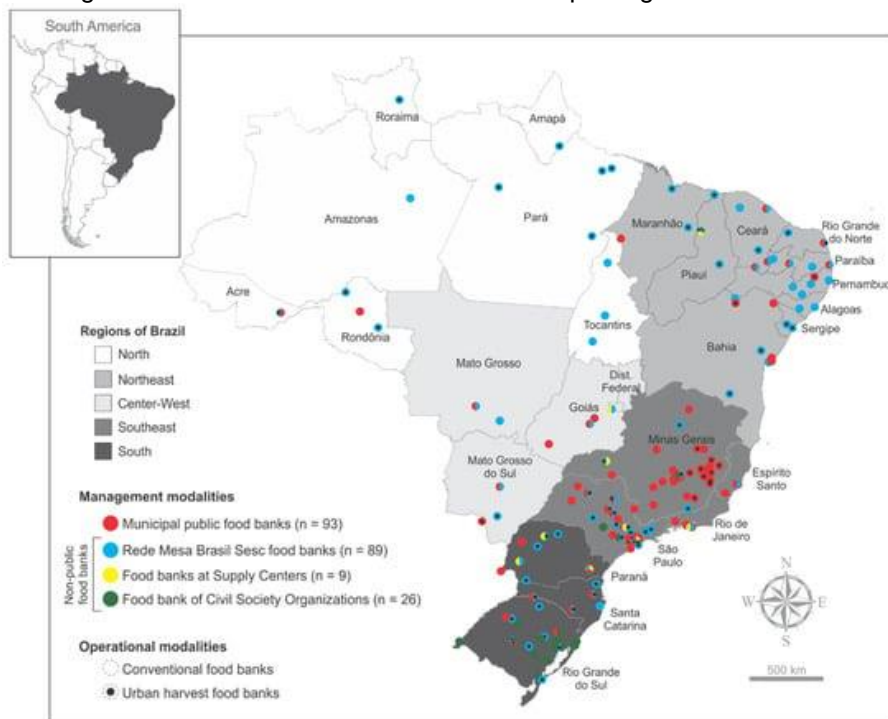 South America
Roraima
Amapá
Amazonas
Pará
Maranhão
Ceará
Rio Grande
do Norte
Paraíba
Piauí
Pernambuco
Acre
Alagoas
Rondônia
Tocantins
Sergipe
Bahia
Regions of Brazil
North
Northeast
Center-West
Southeast
South
Mato Grosso
Dist.
Federal
Goiás
Minas Gerais
Mato Grosso
do Sul
Espírito
Santo
Management modalities
Municipal public food banks (n = 93)
Rio de
Janeiro
Non-public
food banks
Rede Mesa Brasil Sesc food banks (n = 89)
Food banks at Supply Centers (n = 9)
Food bank of Civil Society Organizations (n = 26)
São
Paulo
Paraná
Santa
Catarina
N
W E
S
Operational modalities
Conventional food banks
Urban harvest food banks
Rio Grande
do Sul
500 km